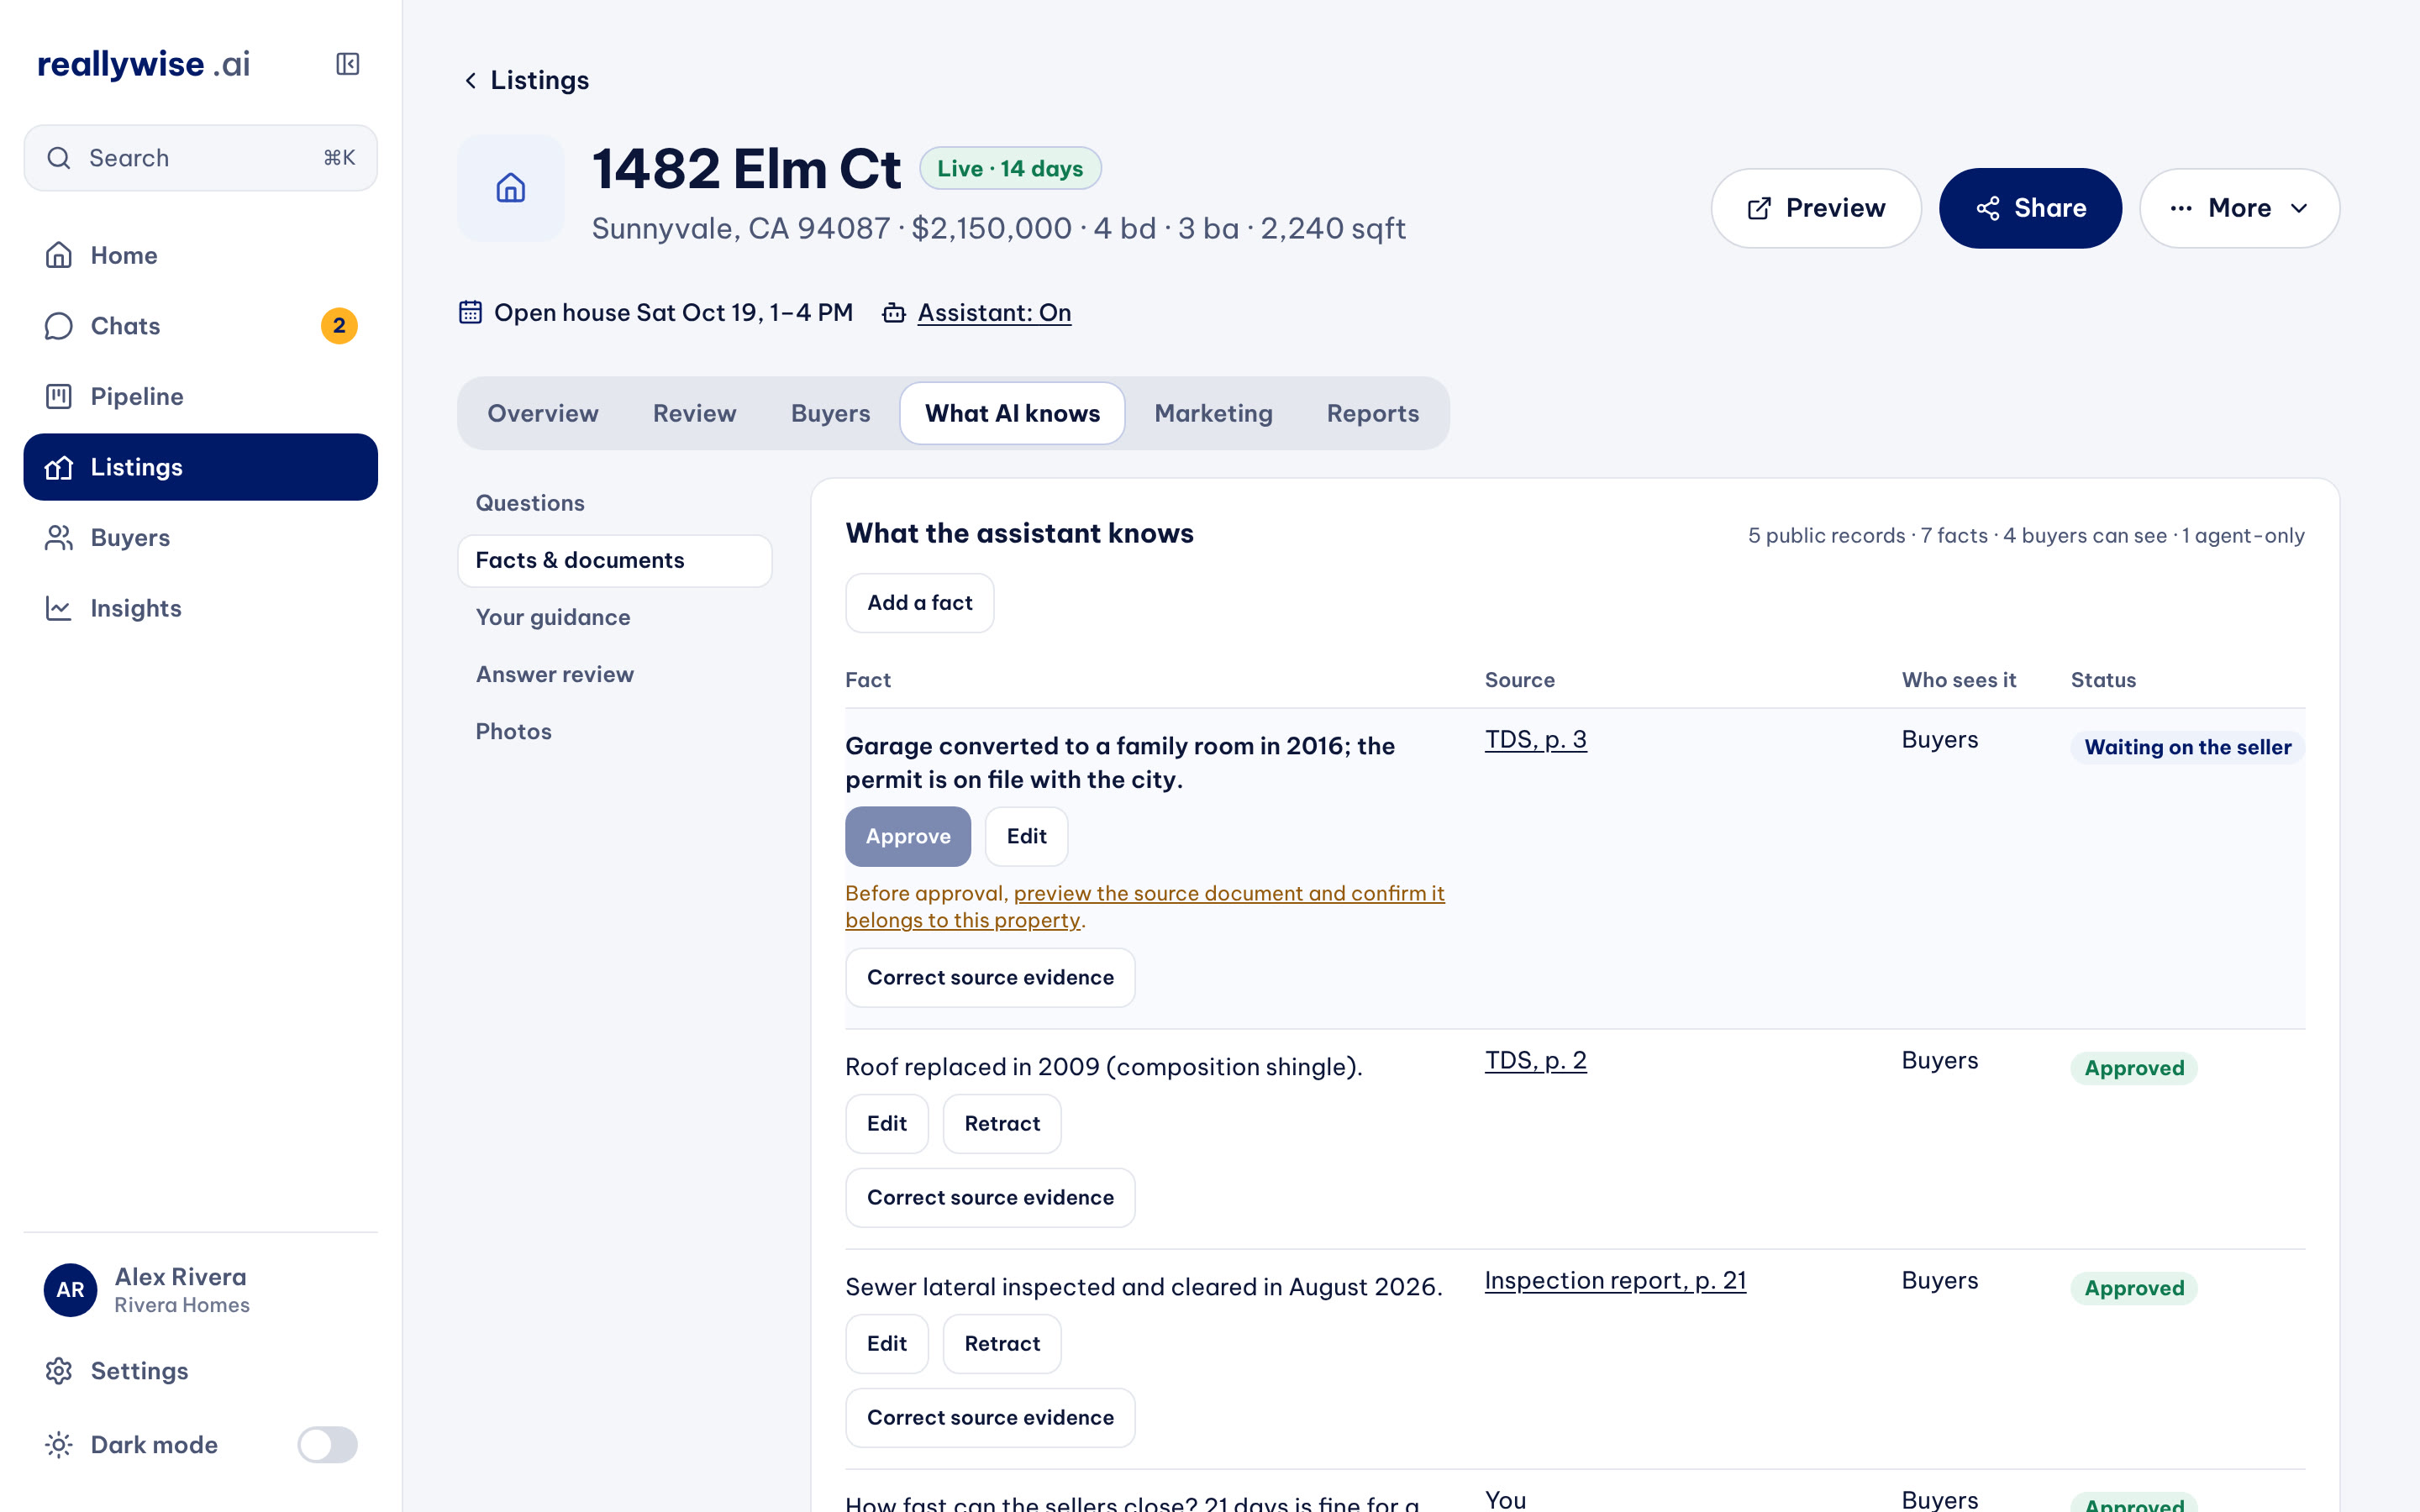 reallywise .ai
Search ⌘K
Home
Chats 2
Pipeline
Listings
Buyers
Insights
AR
Alex Rivera
Rivera Homes
Settings
Dark mode
Listings
1482 Elm Ct
Live · 14 days
Sunnyvale, CA 94087 · $2,150,000 · 4 bd · 3 ba · 2,240 sqft
Preview
Share
More
Open house Sat Oct 19, 1–4 PM
Assistant: On
Overview
Review
Buyers
What AI knows
Marketing
Reports
Questions
Facts & documents
Your guidance
Answer review
Photos
What the assistant knows
5 public records · 7 facts · 4 buyers can see · 1 agent-only
Add a fact
Fact
Source
Who sees it
Status
Garage converted to a family room in 2016; the
permit is on file with the city.
TDS, p. 3
Buyers
Waiting on the seller
Approve
Edit
Before approval, preview the source document and confirm it
belongs to this property.
Correct source evidence
Roof replaced in 2009 (composition shingle).
TDS, p. 2
Buyers
Approved
Edit
Retract
Correct source evidence
Sewer lateral inspected and cleared in August 2026.
Inspection report, p. 21
Buyers
Approved
Edit
Retract
Correct source evidence
How fast can the sellers close? 21 days is fine for a
You
Buyers
Approved